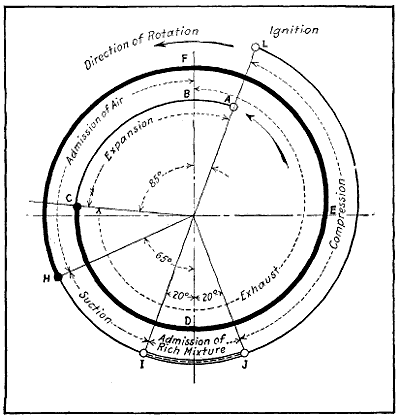 Direction of Rotation
L
Ignition
F
B
A
Admission of Air
Expansion
85°
C
X
E
Compression
H
65°
Suction
20°
20°
Exhaust
D
Admission of
Rich Mixture
I
J